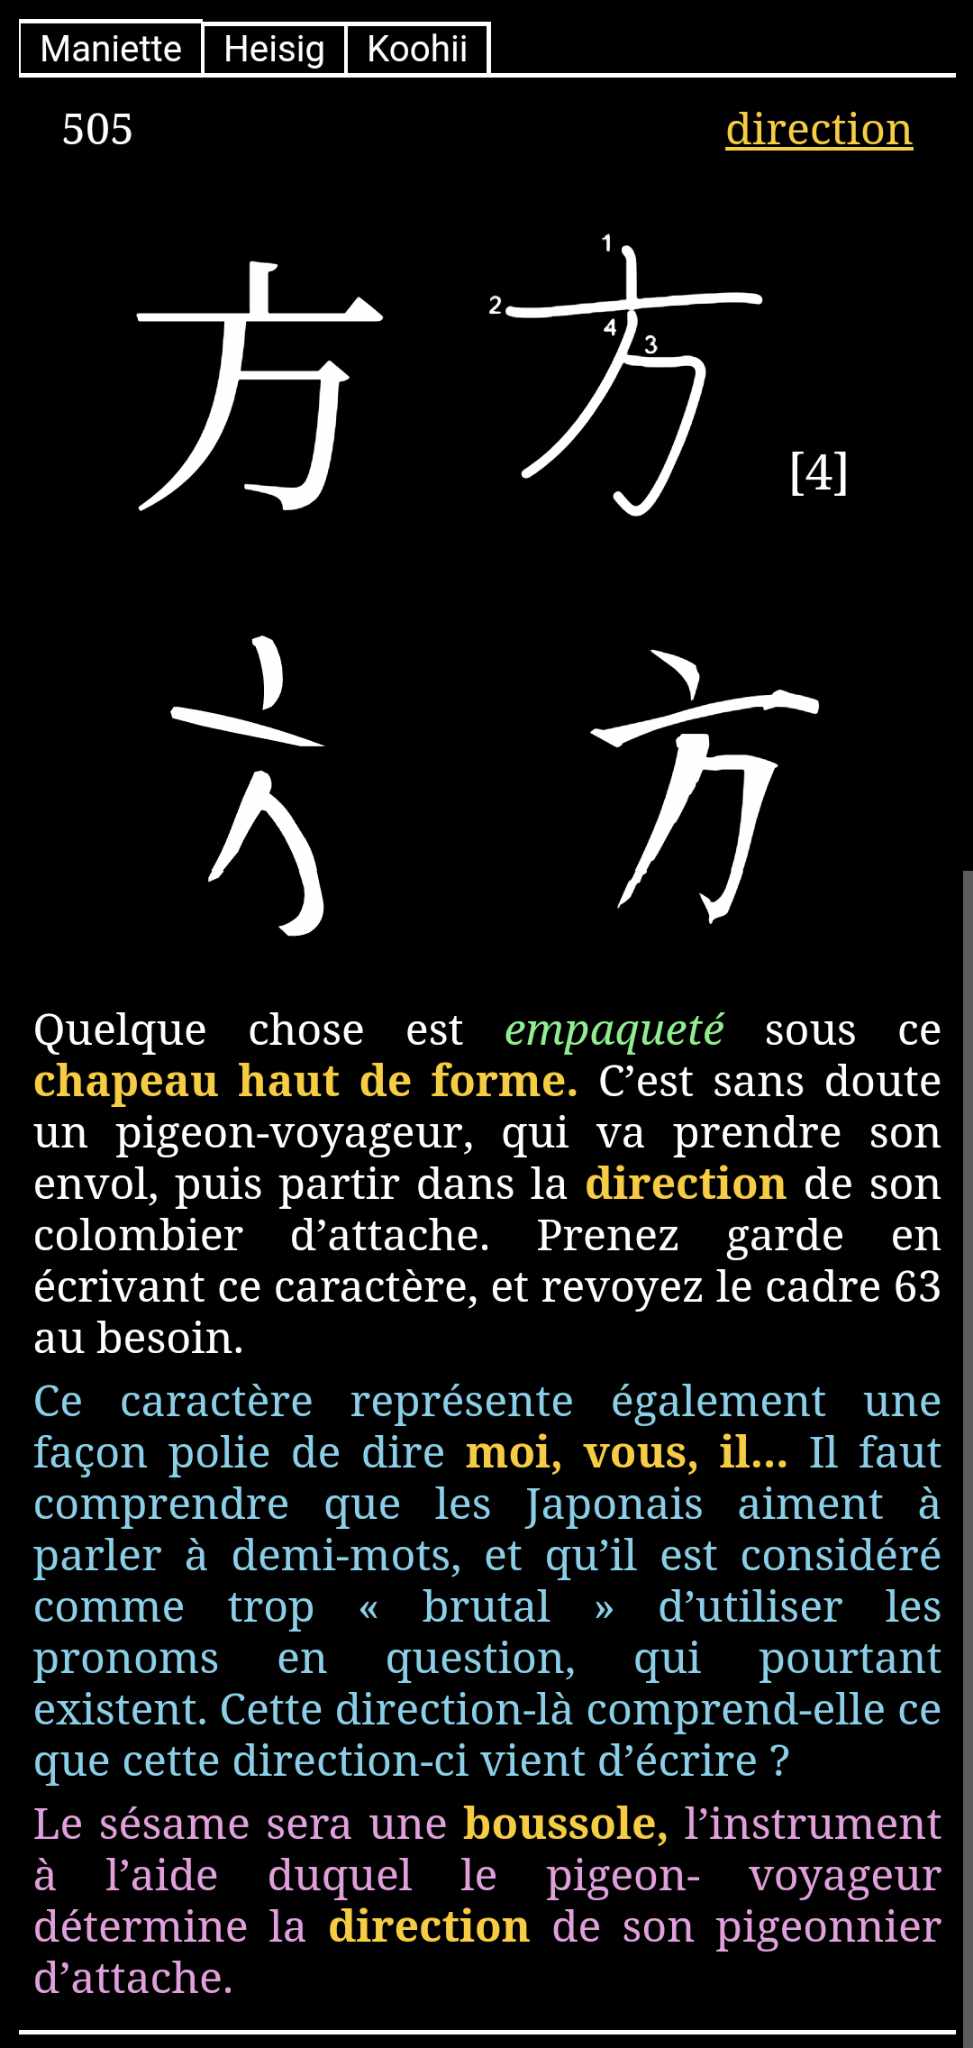 Maniette Heisig Koohii
505 direction
方 1 2 3 4 方 [4]
方 方
Quelque chose est empaqueté sous ce
chapeau haut de forme. C’est sans doute
un pigeon-voyageur, qui va prendre son
envol, puis partir dans la direction de son
colombier d’attache. Prenez garde en
écrivant ce caractère, et revoyez le cadre 63
au besoin.
Ce caractère représente également une
façon polie de dire moi, vous, il... Il faut
comprendre que les Japonais aiment à
parler à demi-mots, et qu’il est considéré
comme trop « brutal » d’utiliser les
pronoms en question, qui pourtant
existent. Cette direction-là comprend-elle ce
que cette direction-ci vient d’écrire ?
Le sésame sera une boussole, l’instrument
à l’aide duquel le pigeon- voyageur
détermine la direction de son pigeonnier
d’attache.